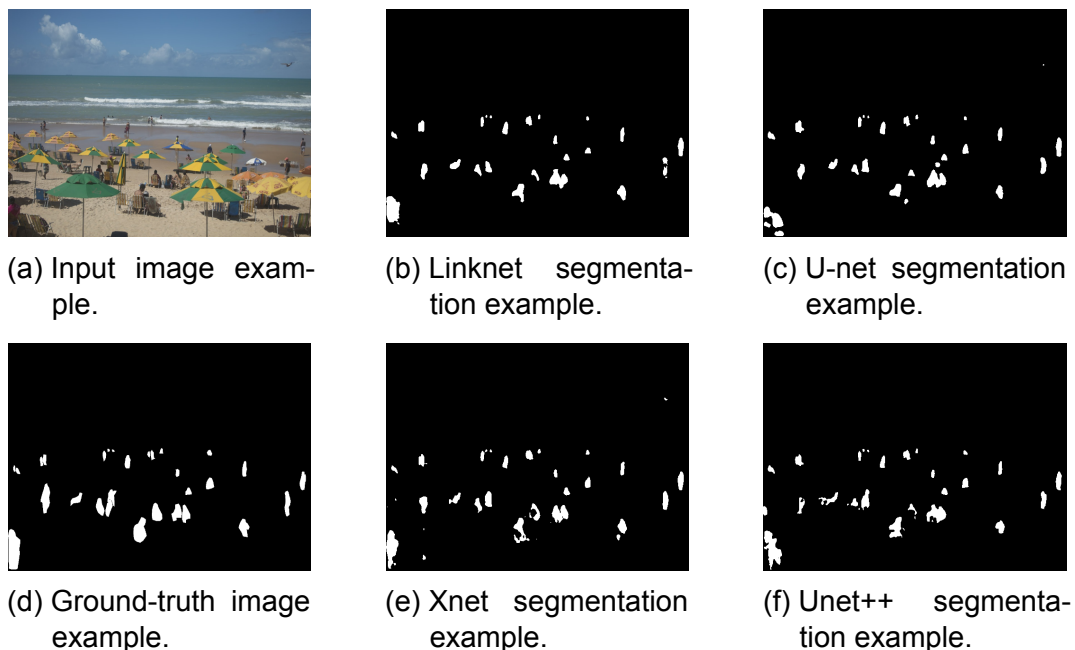 (a) Input image exam-
ple.
(b) Linknet segmenta-
tion example.
(c) U-net segmentation
example.
(d) Ground-truth image
example.
(e) Xnet segmentation
example.
(f) Unet++ segmenta-
tion example.